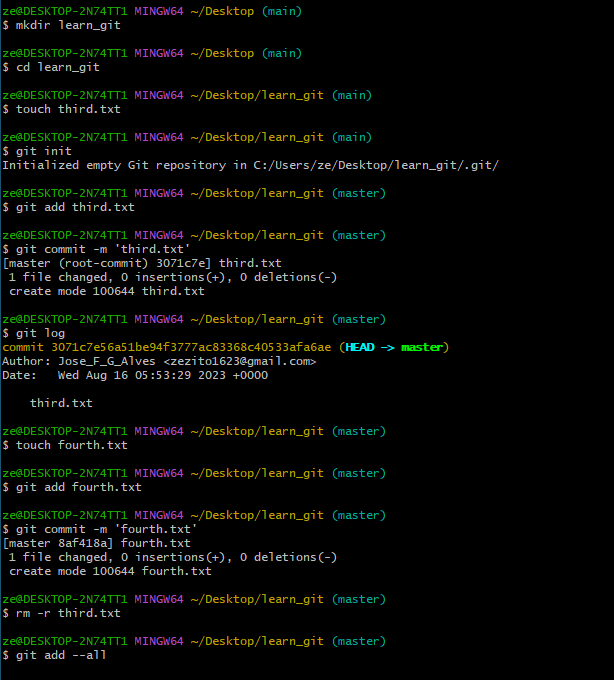 ze@DESKTOP-2N74TT1 MINGW64 ~/Desktop (main)
$ mkdir learn_git
ze@DESKTOP-2N74TT1 MINGW64 ~/Desktop (main)
$ cd learn_git
ze@DESKTOP-2N74TT1 MINGW64 ~/Desktop/learn_git (main)
$ touch third.txt
ze@DESKTOP-2N74TT1 MINGW64 ~/Desktop/learn_git (main)
$ git init
Initialized empty Git repository in C:/Users/ze/Desktop/learn_git/.git/
ze@DESKTOP-2N74TT1 MINGW64 ~/Desktop/learn_git (master)
$ git add third.txt
ze@DESKTOP-2N74TT1 MINGW64 ~/Desktop/learn_git (master)
$ git commit -m 'third.txt'
[master (root-commit) 3071c7e] third.txt
 1 file changed, 0 insertions(+), 0 deletions(-)
 create mode 100644 third.txt
ze@DESKTOP-2N74TT1 MINGW64 ~/Desktop/learn_git (master)
$ git log
commit 3071c7e56a51be94f3777ac83368c40533afa6ae (HEAD -> master)
Author: Jose_F_G_Alves <zezito1623@gmail.com>
Date:   Wed Aug 16 05:53:29 2023 +0000
    third.txt
ze@DESKTOP-2N74TT1 MINGW64 ~/Desktop/learn_git (master)
$ touch fourth.txt
ze@DESKTOP-2N74TT1 MINGW64 ~/Desktop/learn_git (master)
$ git add fourth.txt
ze@DESKTOP-2N74TT1 MINGW64 ~/Desktop/learn_git (master)
$ git commit -m 'fourth.txt'
[master 8af418a] fourth.txt
 1 file changed, 0 insertions(+), 0 deletions(-)
 create mode 100644 fourth.txt
ze@DESKTOP-2N74TT1 MINGW64 ~/Desktop/learn_git (master)
$ rm -r third.txt
ze@DESKTOP-2N74TT1 MINGW64 ~/Desktop/learn_git (master)
$ git add --all